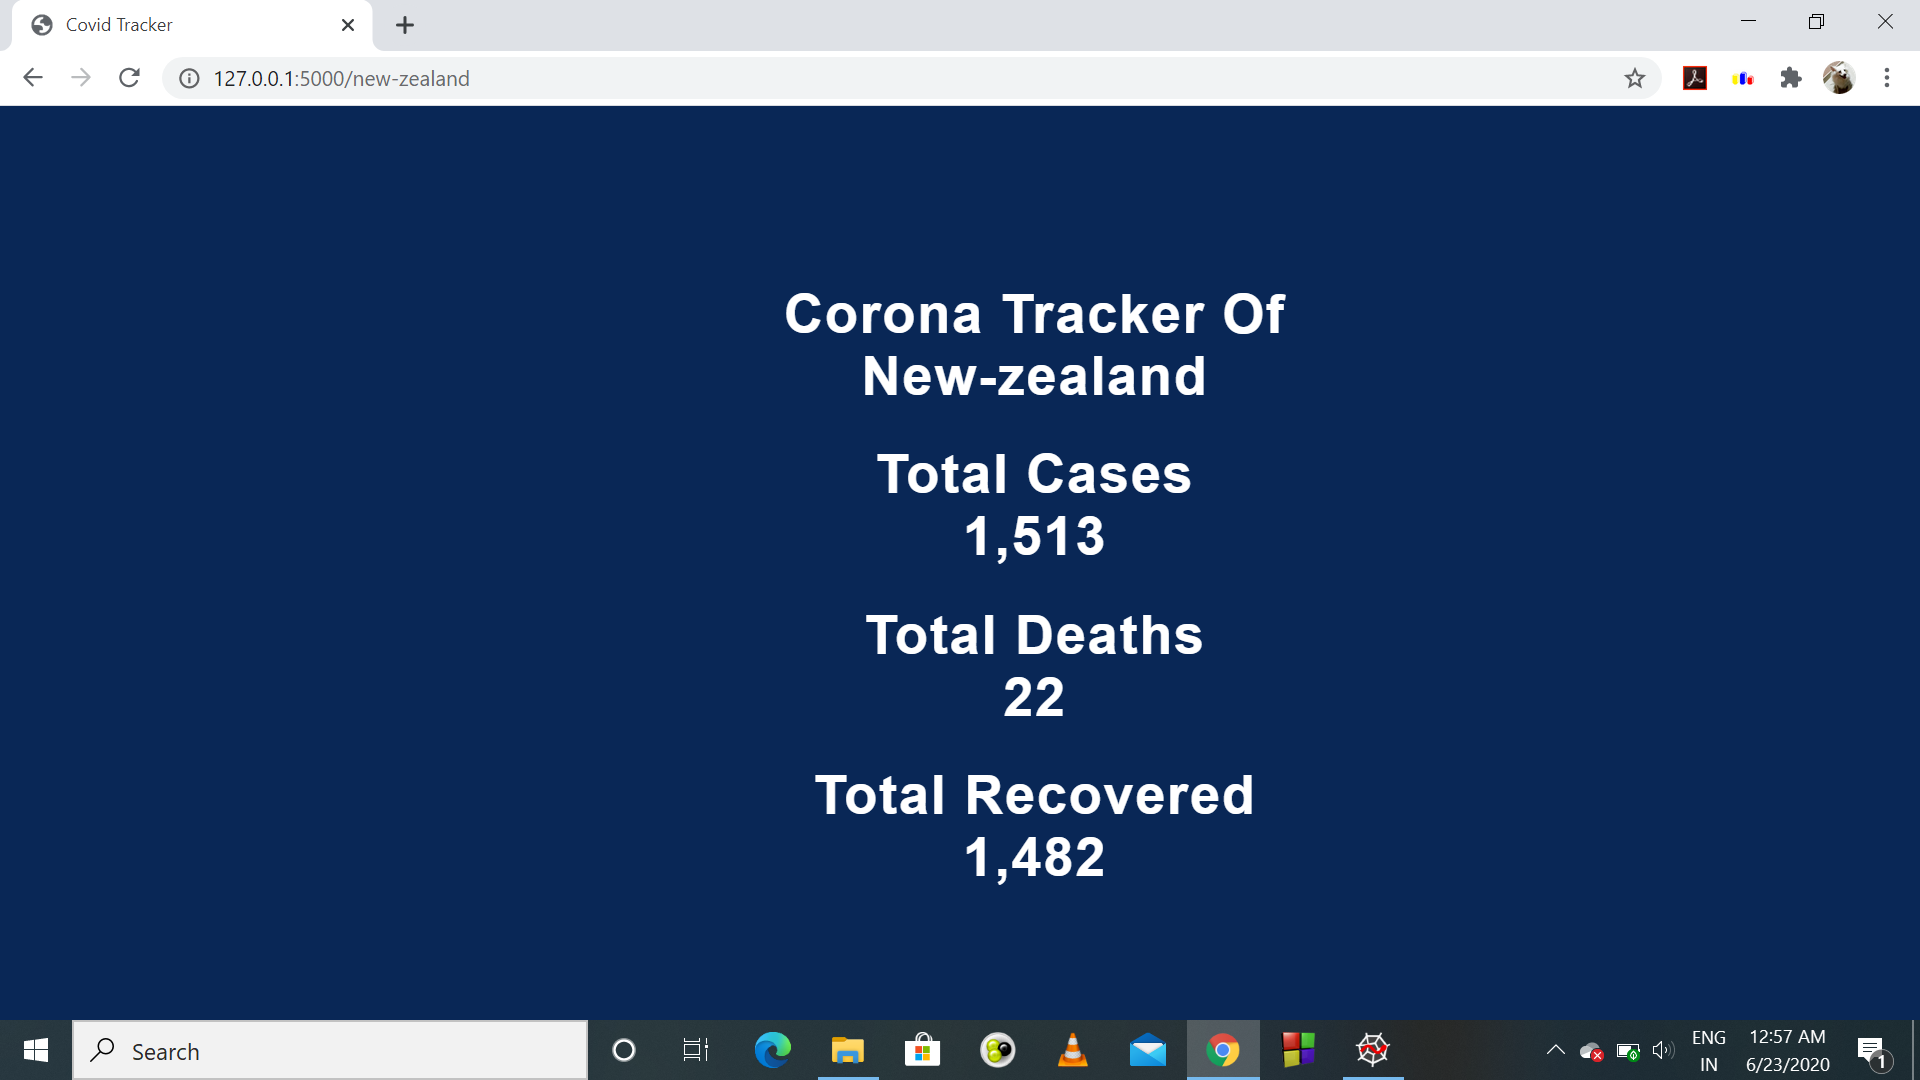 Covid Tracker
127.0.0.1:5000/new-zealand
Corona Tracker Of
New-zealand
Total Cases
1,513
Total Deaths
22
Total Recovered
1,482
Search
ENG
IN
12:57 AM
6/23/2020
1